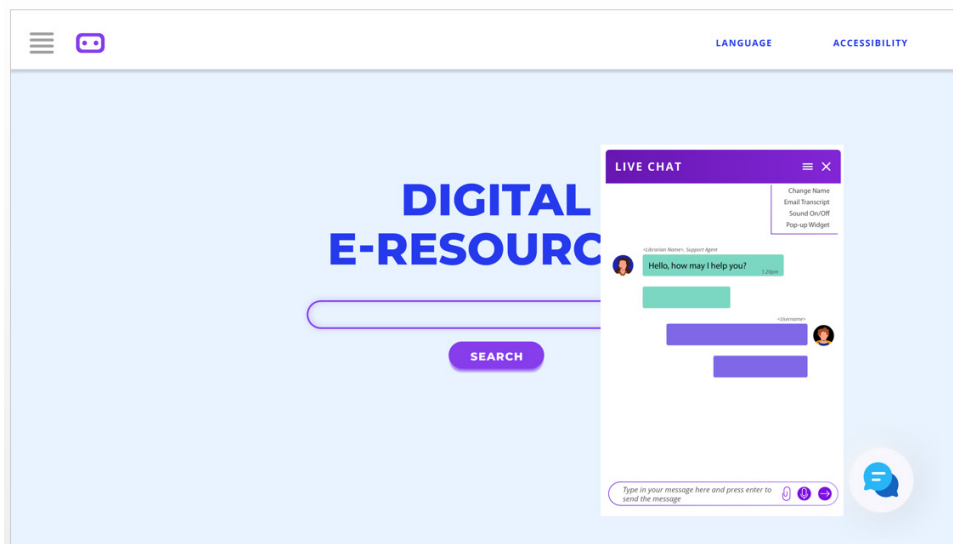 LANGUAGE ACCESSIBILITY
DIGITAL
E-RESOURC
SEARCH
LIVE CHAT
Change Name
Email Transcript
Sound On/Off
Pop-up Widget
<Librarian Name>, Support Agent
Hello, how may I help you?
1.20pm
<Username>
Type in your message here and press enter to
send the message